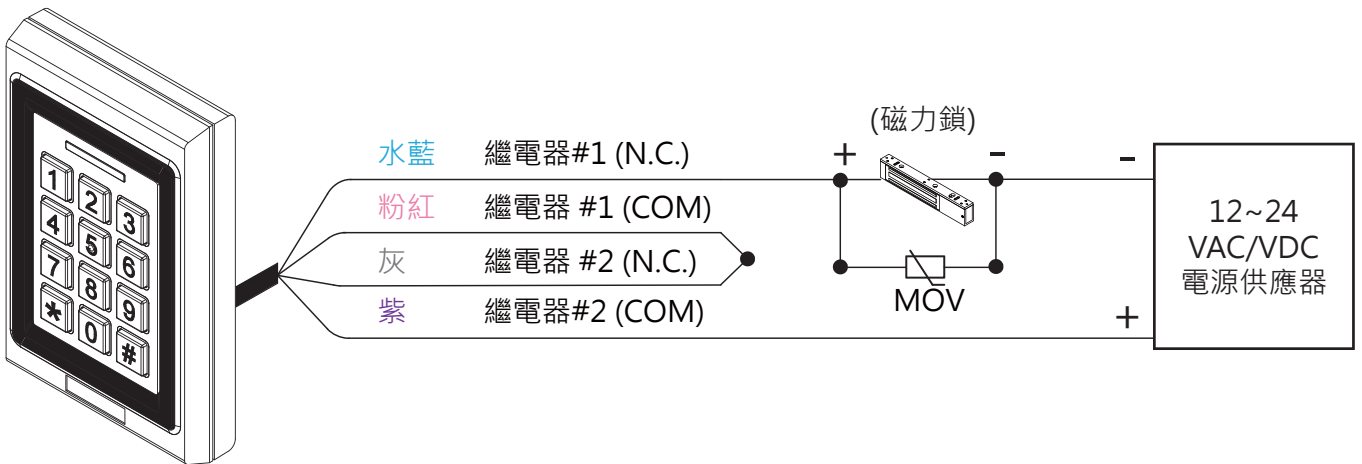 (磁力鎖)
水藍 繼電器#1 (N.C.) + - -
粉紅 繼電器 #1 (COM)
灰 繼電器 #2 (N.C.)
紫 繼電器#2 (COM) +
MOV
12~24
VAC/VDC
電源供應器
1 2 3
4 5 6
7 8 9
* 0 #